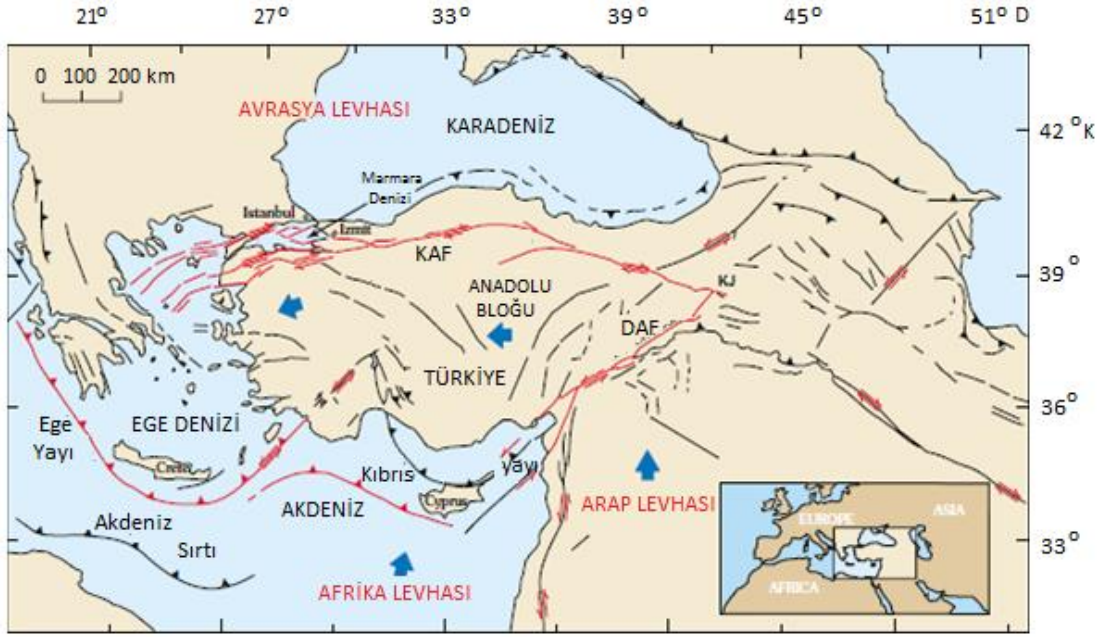 21° 27° 33° 39° 45° 51° D
0 100 200 km
AVRASYA LEVHASI
KARADENİZ
42 °K
Marmara
Denizi
Istanbul
Izmit
KAF
39°
KJ
ANADOLU
BLOĞU
DAF
TÜRKİYE
36°
Ege
Yayı
EGE DENİZİ
Crete
Kıbrıs
yayı
Cyprus
AKDENİZ
ARAP LEVHASI
Akdeniz
Sırtı
33°
AFRİKA LEVHASI
EUROPE
ASIA
AFRICA